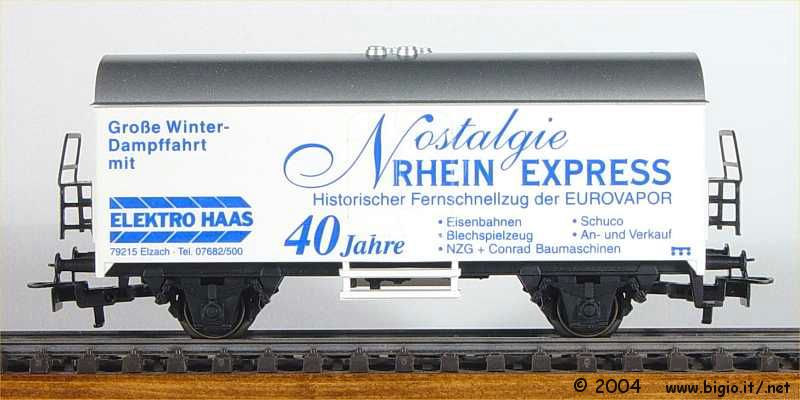 Große Winter-
Dampffahrt
mit
ELEKTRO HAAS
79215 Elzach · Tel. 07682/500
Nostalgie
RHEIN EXPRESS
Historischer Fernschnellzug der EUROVAPOR
40 Jahre
· Eisenbahnen
· Blechspielzeug
· NZG + Conrad Baumaschinen
· Schuco
· An- und Verkauf
© 2004 www.bigio.it/.net